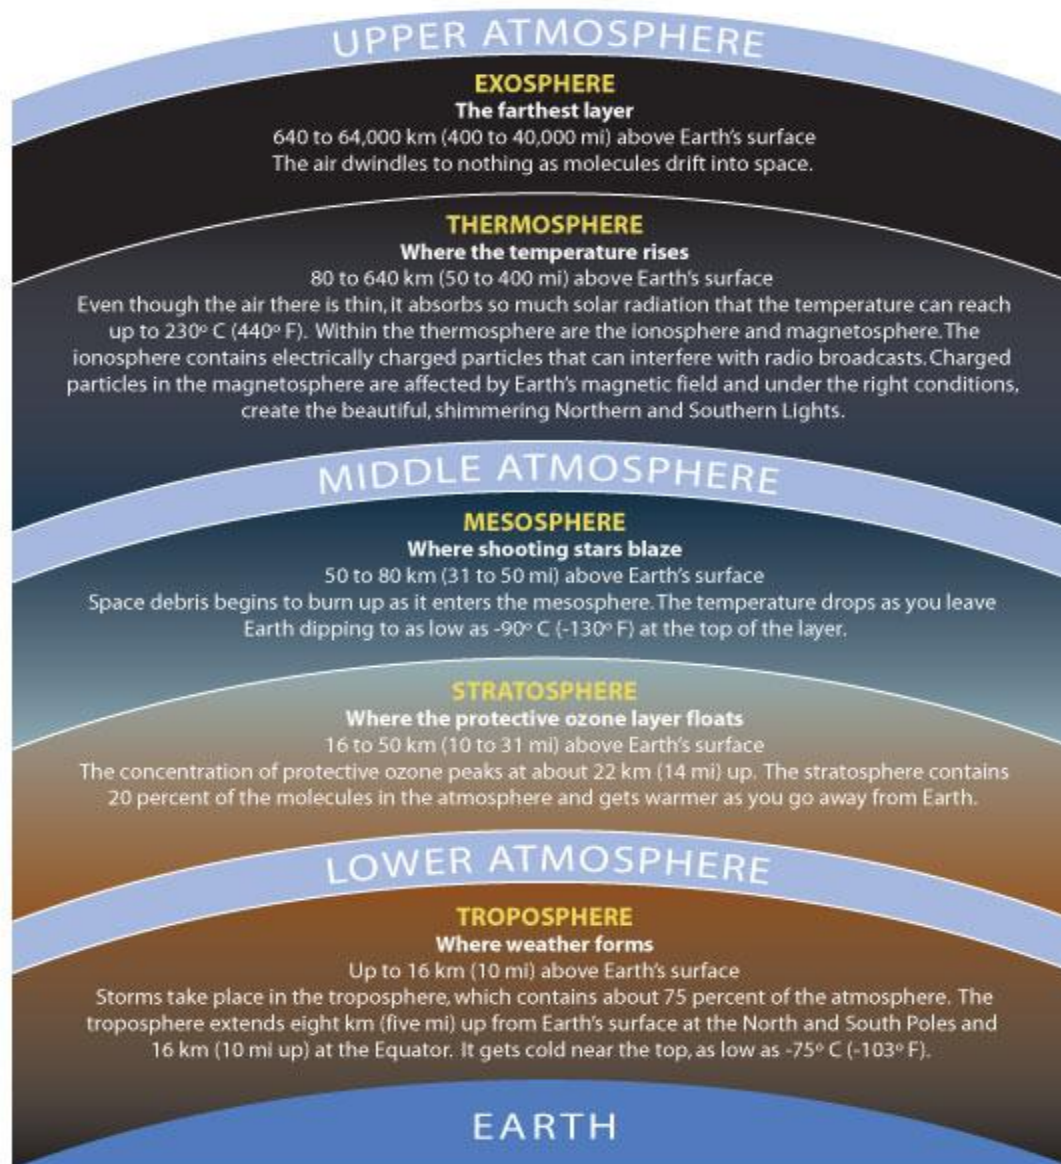 UPPER ATMOSPHERE
EXOSPHERE
The farthest layer
640 to 64,000 km (400 to 40,000 mi) above Earth's surface
The air dwindles to nothing as molecules drift into space.
THERMOSPHERE
Where the temperature rises
80 to 640 km (50 to 400 mi) above Earth's surface
Even though the air there is thin, it absorbs so much solar radiation that the temperature can reach
up to 230º C (440º F). Within the thermosphere are the ionosphere and magnetosphere. The
ionosphere contains electrically charged particles that can interfere with radio broadcasts. Charged
particles in the magnetosphere are affected by Earth's magnetic field and under the right conditions,
create the beautiful, shimmering Northern and Southern Lights.
MIDDLE ATMOSPHERE
MESOSPHERE
Where shooting stars blaze
50 to 80 km (31 to 50 mi) above Earth's surface
Space debris begins to burn up as it enters the mesosphere. The temperature drops as you leave
Earth dipping to as low as -90º C (-130º F) at the top of the layer.
STRATOSPHERE
Where the protective ozone layer floats
16 to 50 km (10 to 31 mi) above Earth's surface
The concentration of protective ozone peaks at about 22 km (14 mi) up. The stratosphere contains
20 percent of the molecules in the atmosphere and gets warmer as you go away from Earth.
LOWER ATMOSPHERE
TROPOSPHERE
Where weather forms
Up to 16 km (10 mi) above Earth's surface
Storms take place in the troposphere, which contains about 75 percent of the atmosphere. The
troposphere extends eight km (five mi) up from Earth's surface at the North and South Poles and
16 km (10 mi up) at the Equator. It gets cold near the top, as low as -75º C (-103º F).
EARTH